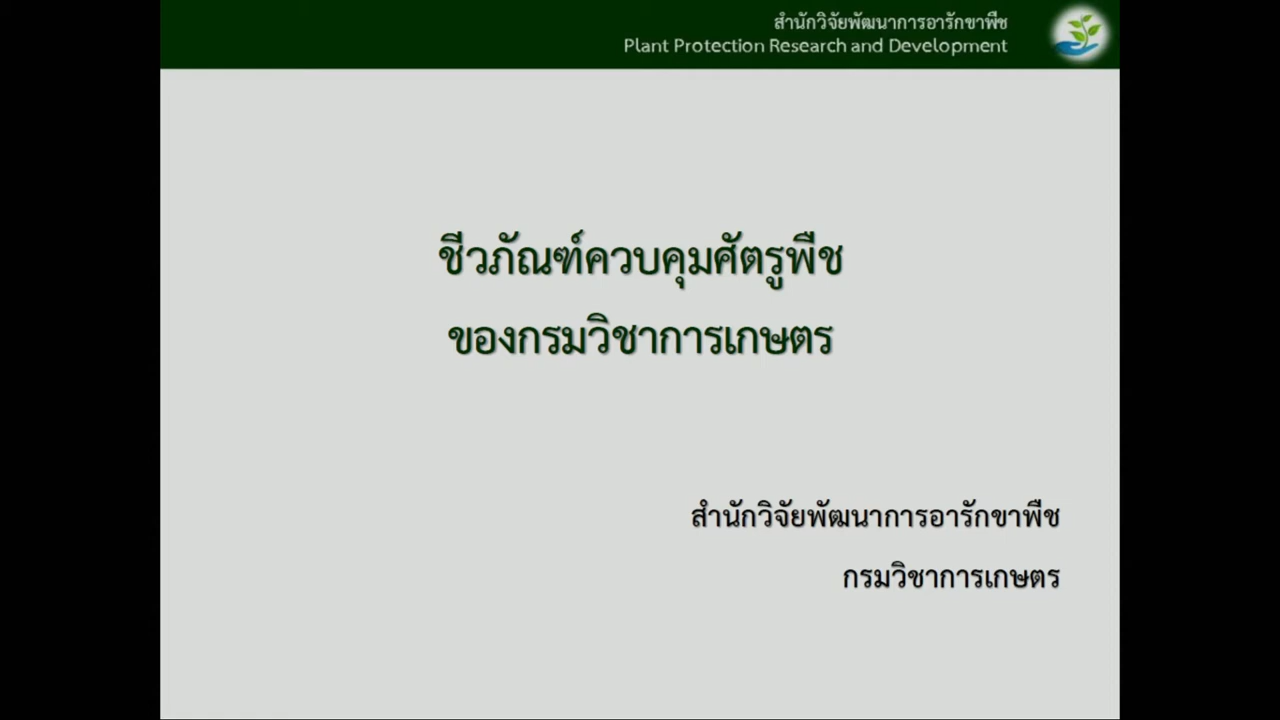 สำนักวิจัยพัฒนาการอารักขาพืช
Plant Protection Research and Development
ชีวภัณฑ์ควบคุมศัตรูพืช
ของกรมวิชาการเกษตร
สำนักวิจัยพัฒนาการอารักขาพืช
กรมวิชาการเกษตร